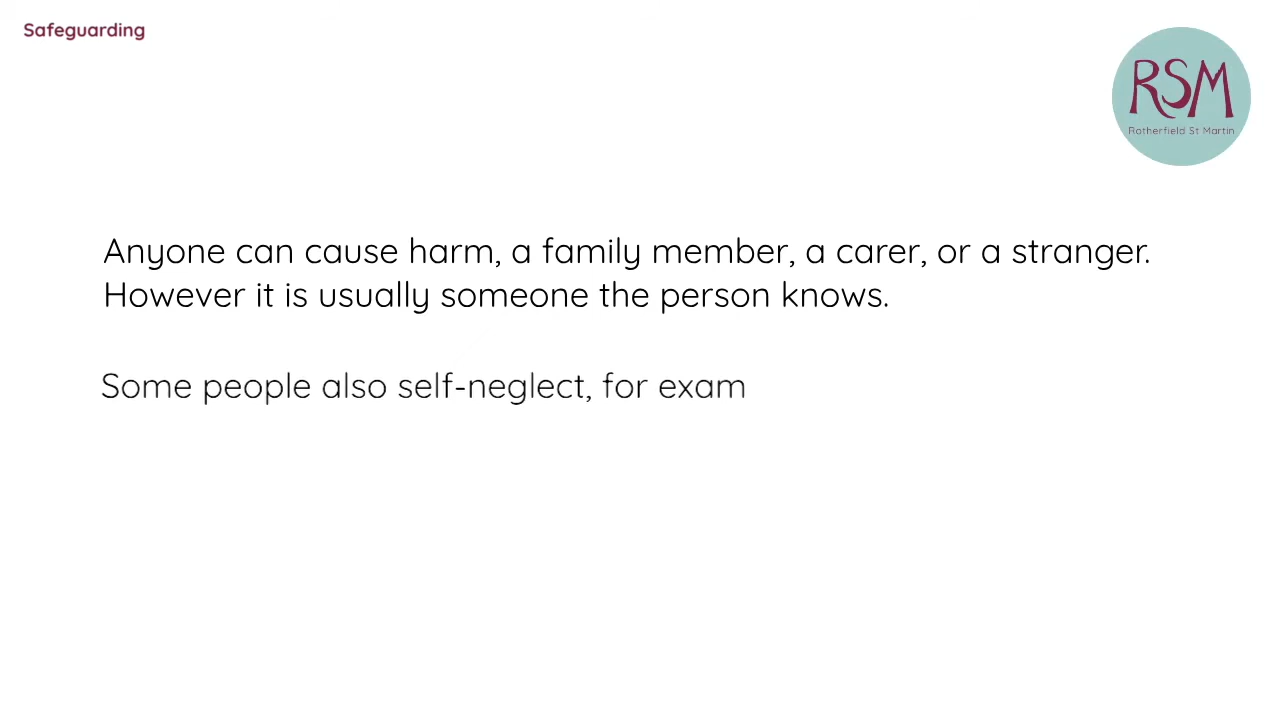 Safeguarding
RSM
Rotherfield St Martin
Anyone can cause harm, a family member, a carer, or a stranger.
However it is usually someone the person knows.
Some people also self-neglect, for exam